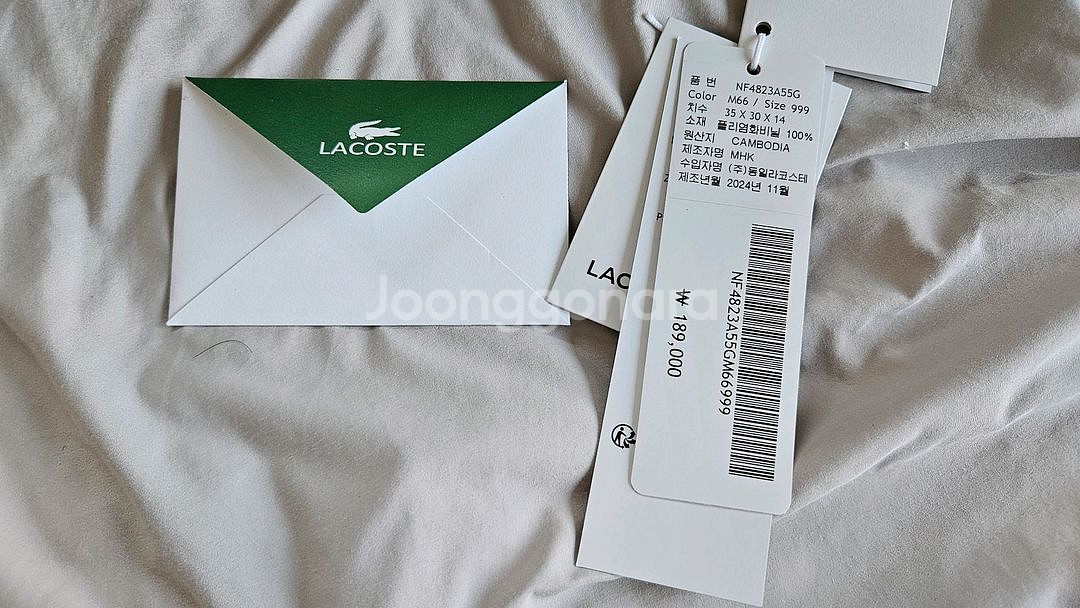 LACOSTE
품 번 NF4823A55G
Color M66 / Size 999
치수 35 X 30 X 14
소재 폴리염화비닐 100%
원산지 CAMBODIA
제조자명 MHK
수입자명 (주)동일라코스테
제조년월 2024년 11월
NF4823A55GM66999
₩ 189,000
LAC
Joonggonara